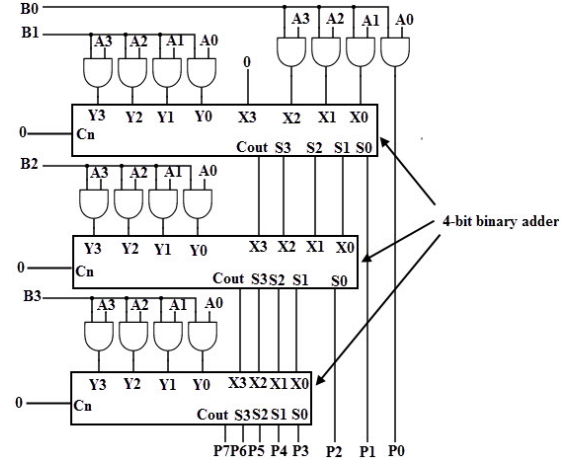 B0
B1
A3 A2 A1 A0 A3 A2 A1 A0
0
Y3 Y2 Y1 Y0 X3 X2 X1 X0
0 Cn
Cout S3 S2 S1 S0
B2
A3 A2 A1 A0
4-bit binary adder
Y3 Y2 Y1 Y0 X3 X2 X1 X0
0 Cn
Cout S3 S2 S1 S0
B3
A3 A2 A1 A0
Y3 Y2 Y1 Y0 X3 X2 X1 X0
0 Cn
Cout S3 S2 S1 S0
P7 P6 P5 P4 P3 P2 P1 P0